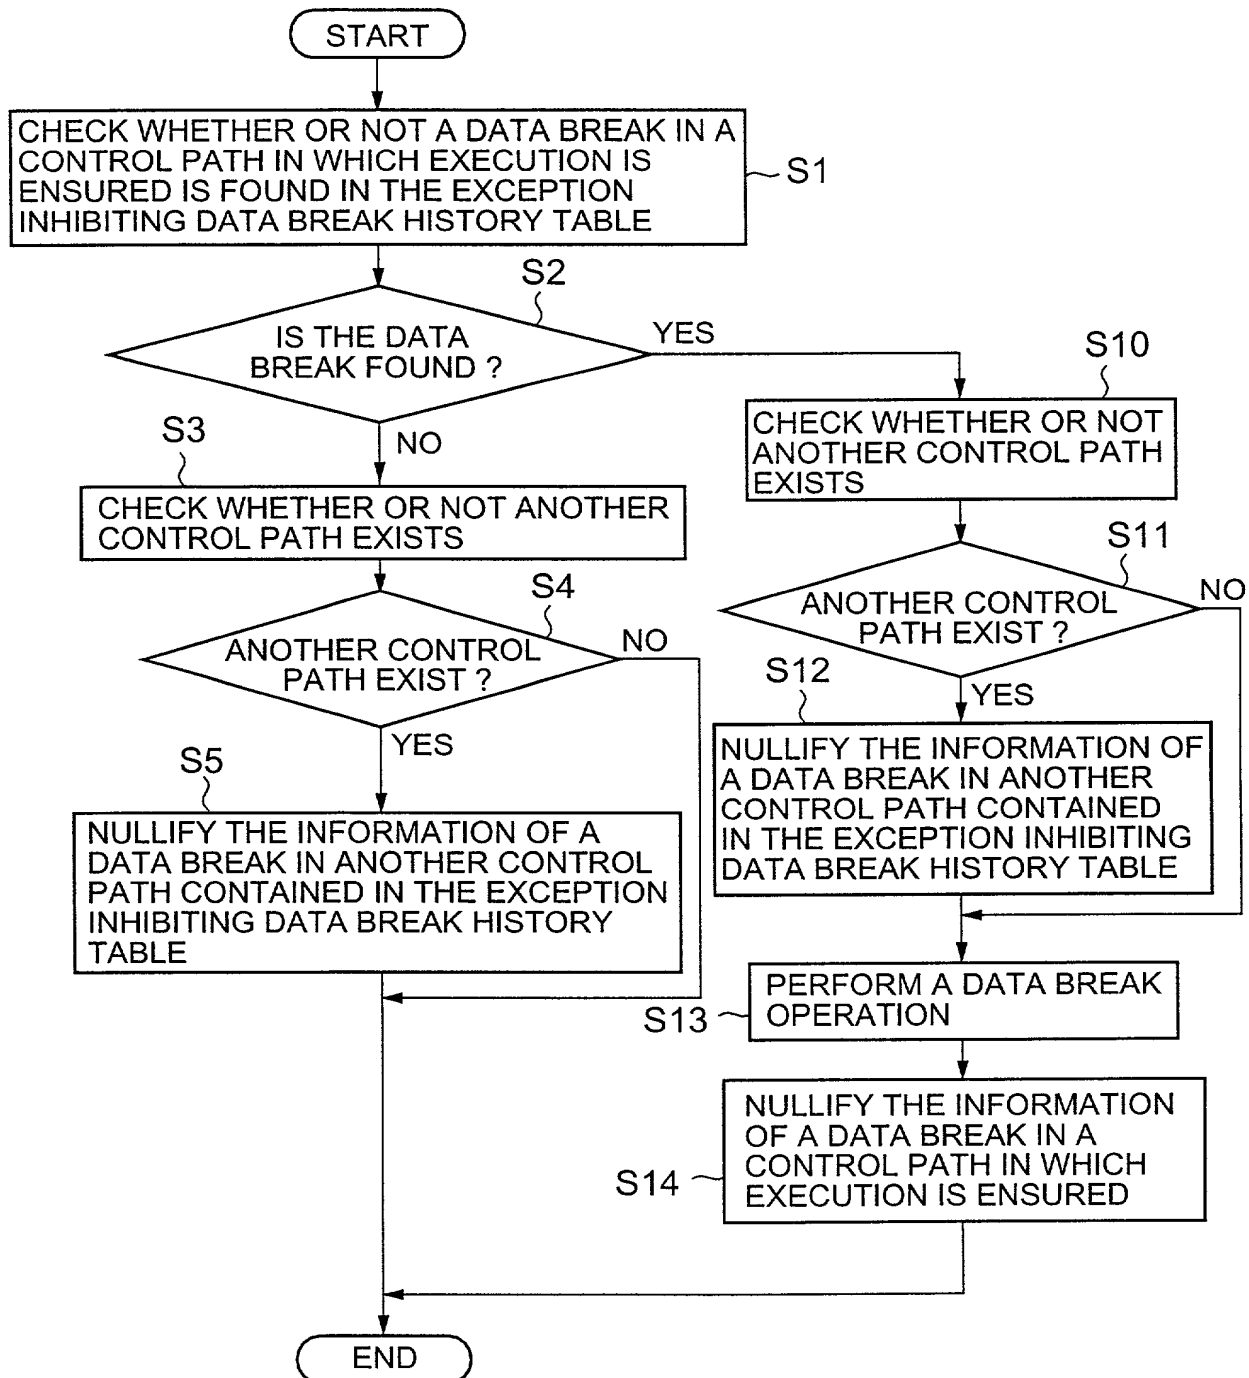 START
CHECK WHETHER OR NOT A DATA BREAK IN A
CONTROL PATH IN WHICH EXECUTION IS
ENSURED IS FOUND IN THE EXCEPTION
INHIBITING DATA BREAK HISTORY TABLE
S1
S2
IS THE DATA
BREAK FOUND ?
YES
NO
S3
CHECK WHETHER OR NOT ANOTHER
CONTROL PATH EXISTS
S4
ANOTHER CONTROL
PATH EXIST ?
NO
YES
S5
NULLIFY THE INFORMATION OF A
DATA BREAK IN ANOTHER CONTROL
PATH CONTAINED IN THE EXCEPTION
INHIBITING DATA BREAK HISTORY
TABLE
S10
CHECK WHETHER OR NOT
ANOTHER CONTROL PATH
EXISTS
S11
ANOTHER CONTROL
PATH EXIST ?
NO
YES
S12
NULLIFY THE INFORMATION OF
A DATA BREAK IN ANOTHER
CONTROL PATH CONTAINED
IN THE EXCEPTION INHIBITING
DATA BREAK HISTORY TABLE
S13
PERFORM A DATA BREAK
OPERATION
S14
NULLIFY THE INFORMATION
OF A DATA BREAK IN A
CONTROL PATH IN WHICH
EXECUTION IS ENSURED
END